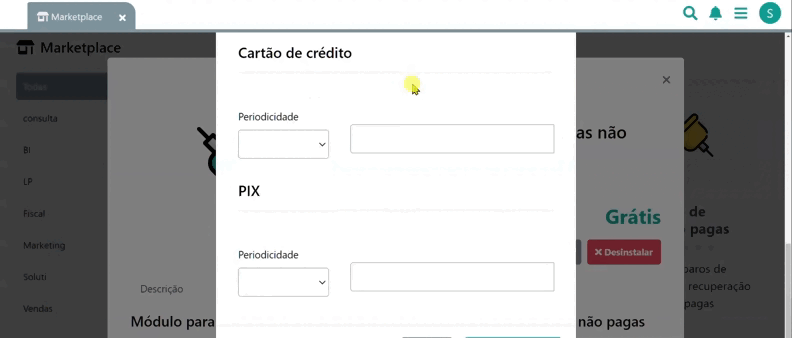 Marketplace
S
Marketplace
Todas
consulta
BI
LP
Fiscal
Marketing
Soluti
Vendas
Cartão de crédito
Periodicidade
PIX
Periodicidade
as não
Grátis
Desinstalar
Descrição
Módulo para
não pagas
de
pagas
paros de
recuperação
pagas